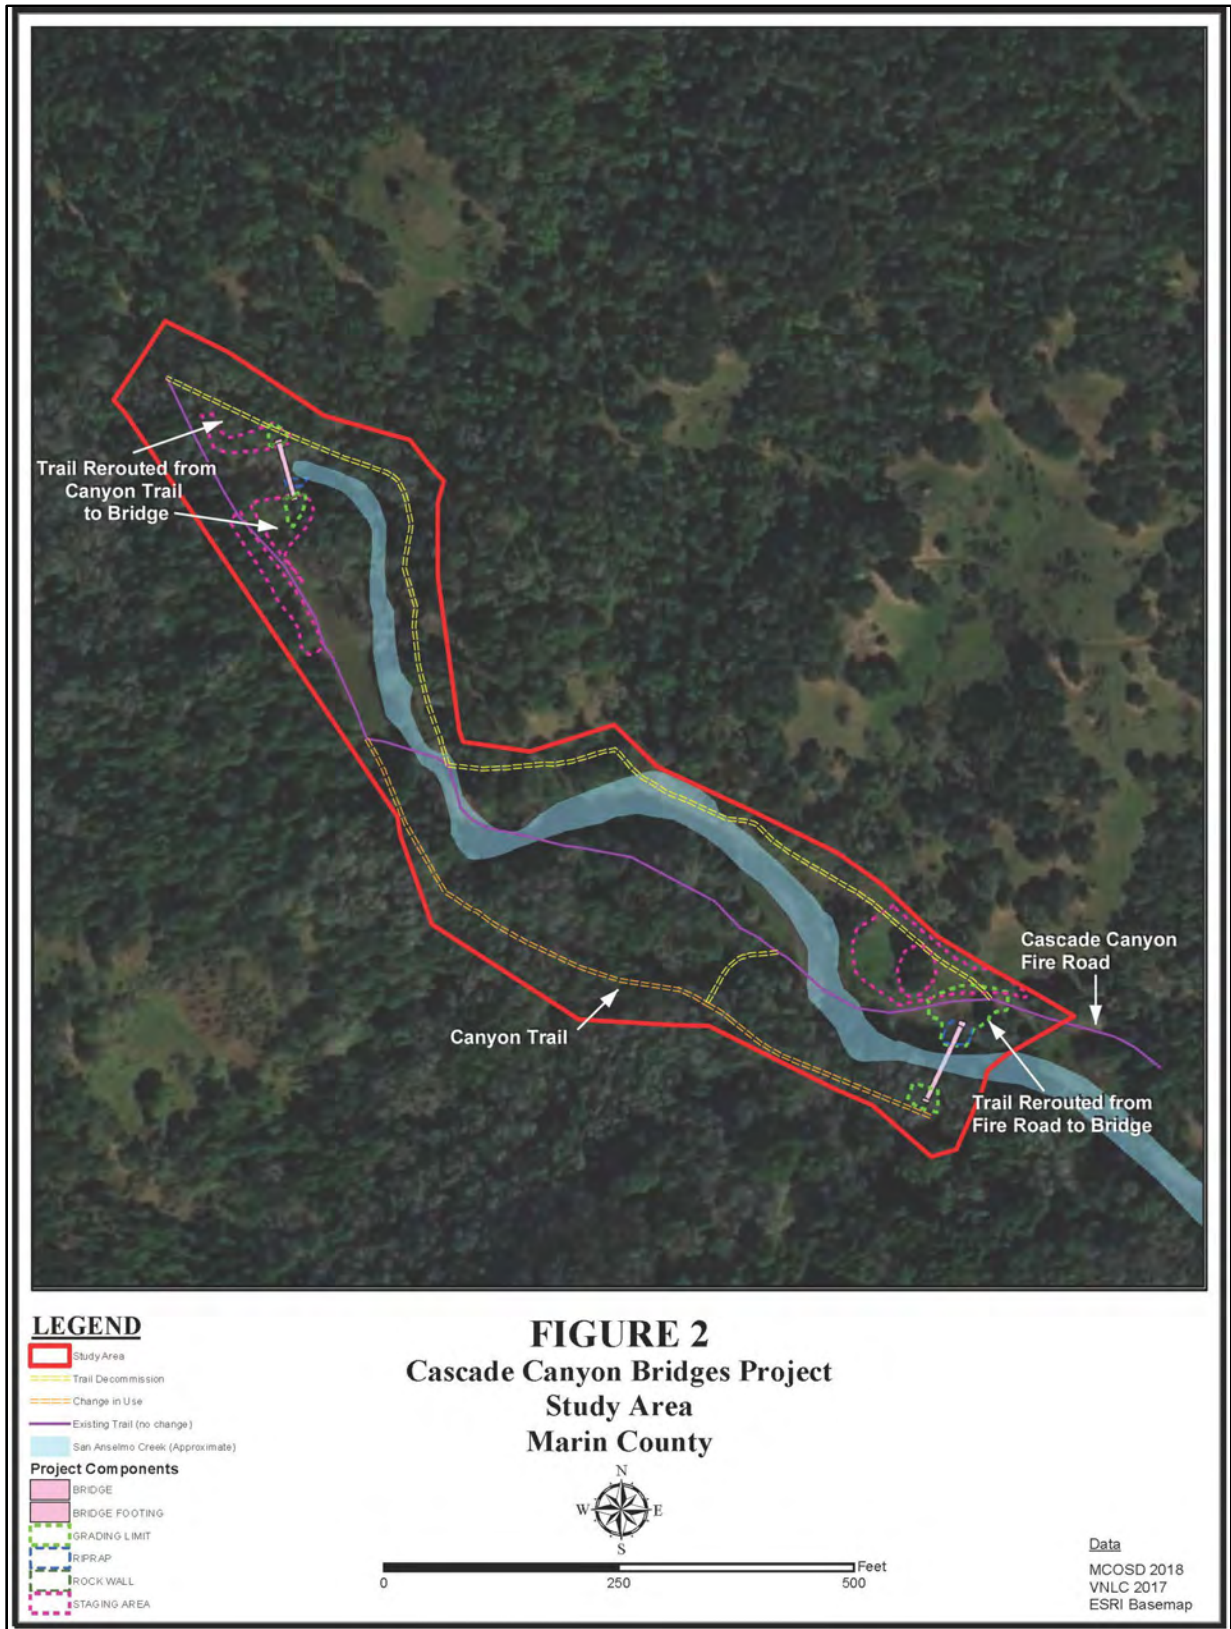 Trail Rerouted from
Canyon Trail
to Bridge
Cascade Canyon
Fire Road
Canyon Trail
Trail Rerouted from
Fire Road to Bridge
LEGEND
Study Area
Trail Decommission
Change in Use
Existing Trail (no change)
San Anselmo Creek (Approximate)
Project Components
BRIDGE
BRIDGE FOOTING
GRADING LIMIT
RIPRAP
ROCK WALL
STAGING AREA
FIGURE 2
Cascade Canyon Bridges Project
Study Area
Marin County
N
W E
S
Feet
0 250 500
Data
MCOSD 2018
VNLC 2017
ESRI Basemap